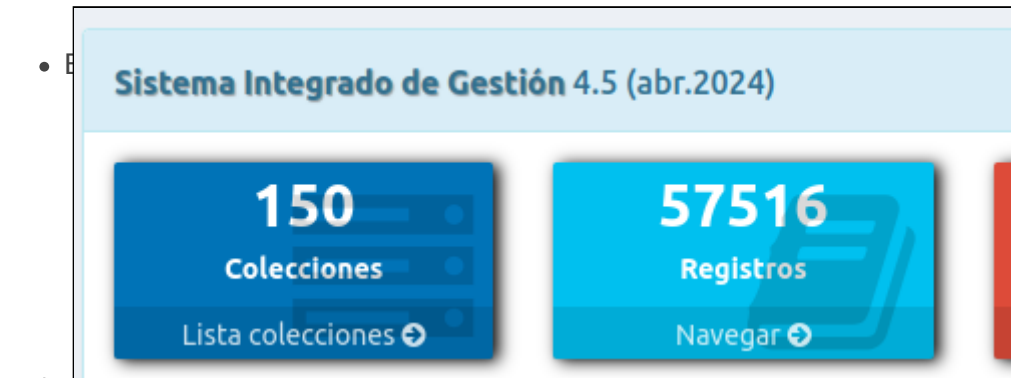 Sistema Integrado de Gestión 4.5 (abr.2024)
150
Colecciones
Lista colecciones
57516
Registros
Navegar